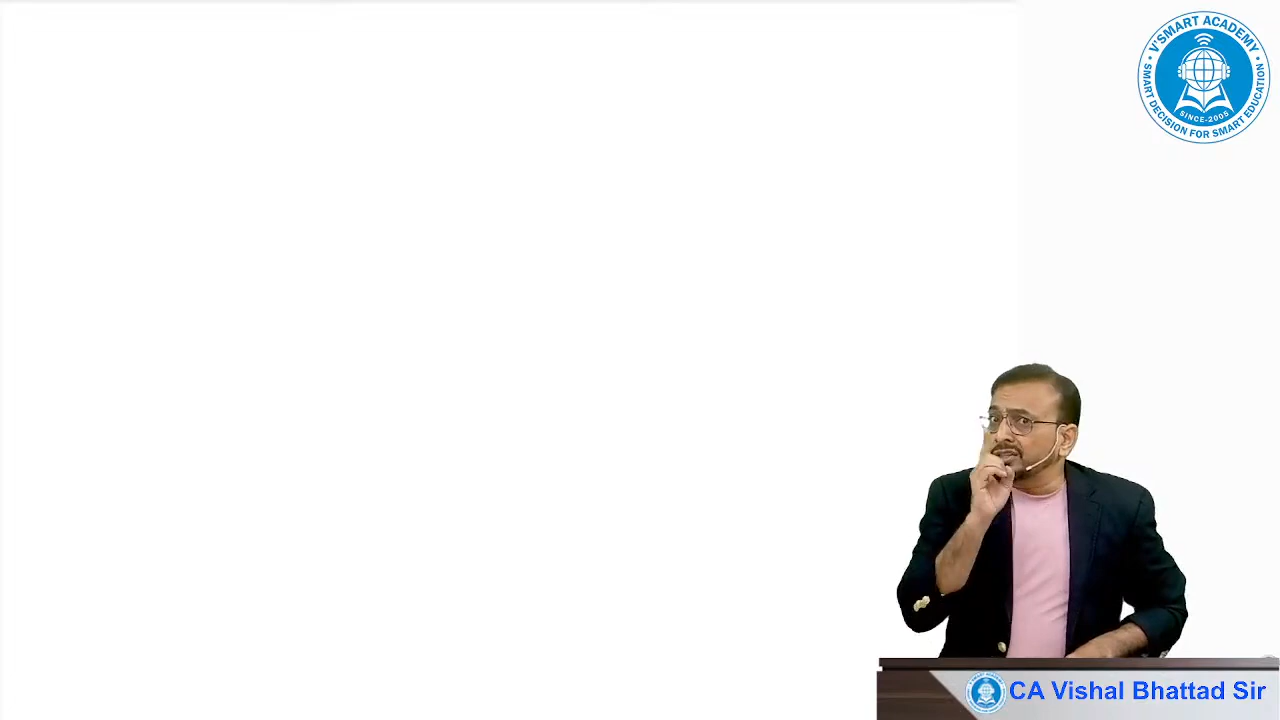 V'SMART ACADEMY
SMART DECISION FOR SMART EDUCATION
SINCE-2005
CA Vishal Bhattad Sir